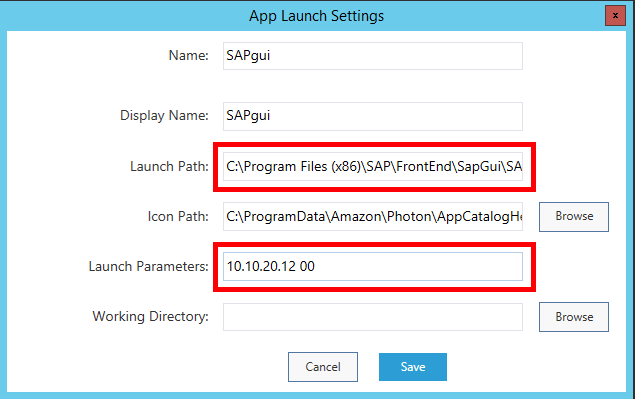 App Launch Settings
x
Name: SAPgui
Display Name: SAPgui
Launch Path: C:\Program Files (x86)\SAP\FrontEnd\SapGui\SA
Icon Path: C:\ProgramData\Amazon\Photon\AppCatalogHe Browse
Launch Parameters: 10.10.20.12 00
Working Directory: Browse
Cancel Save